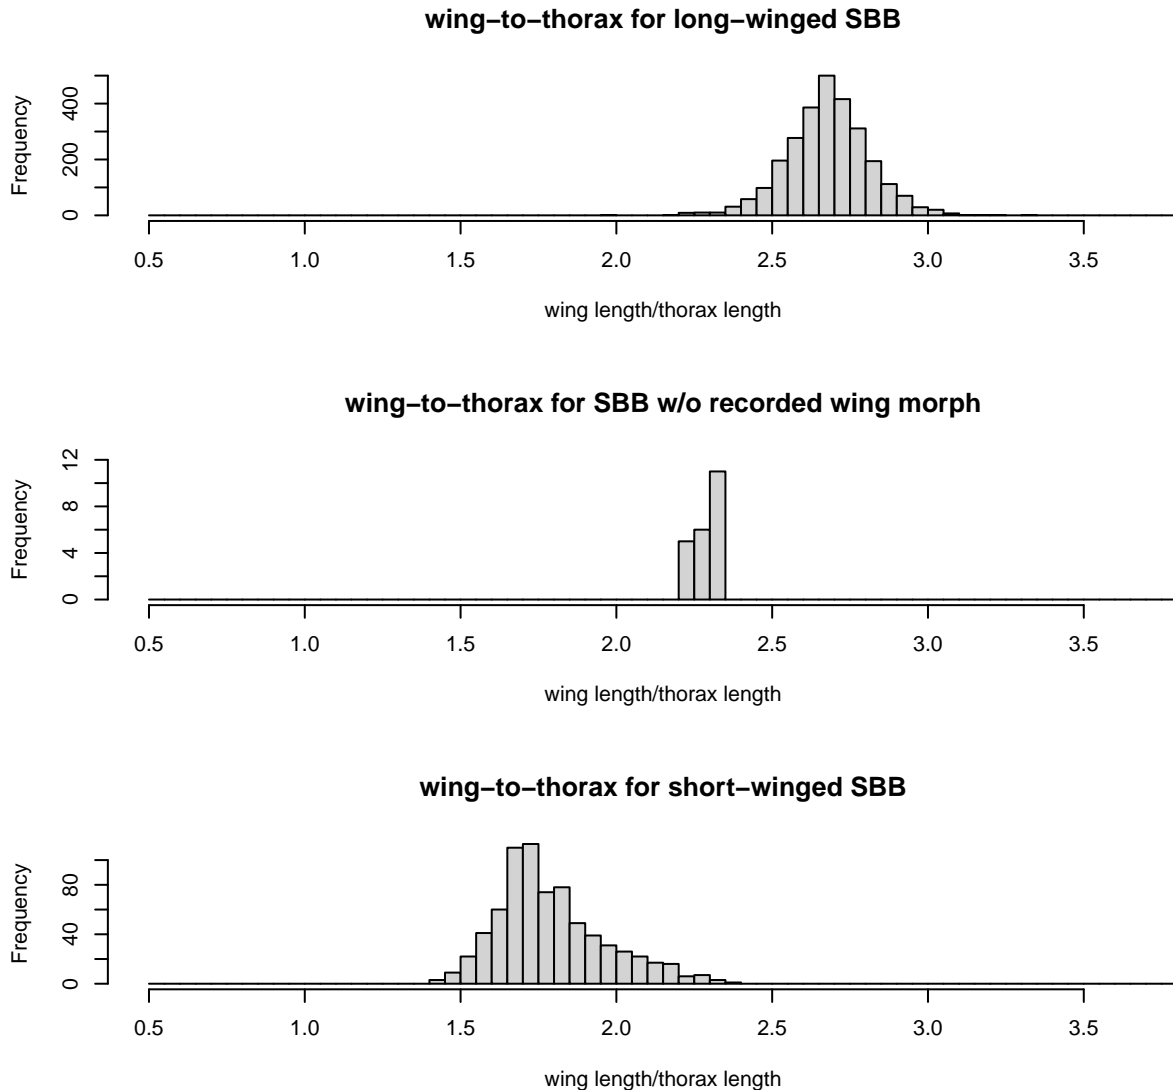 wing−to−thorax for long−winged SBB
Frequency
0 200 400
0.5 1.0 1.5 2.0 2.5 3.0 3.5
wing length/thorax length
wing−to−thorax for SBB w/o recorded wing morph
Frequency
0 4 8 12
0.5 1.0 1.5 2.0 2.5 3.0 3.5
wing length/thorax length
wing−to−thorax for short−winged SBB
Frequency
0 40 80
0.5 1.0 1.5 2.0 2.5 3.0 3.5
wing length/thorax length